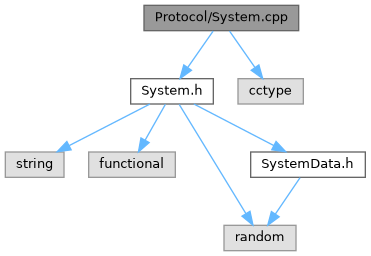 Protocol/System.cpp
System.h
cctype
string
functional
SystemData.h
random